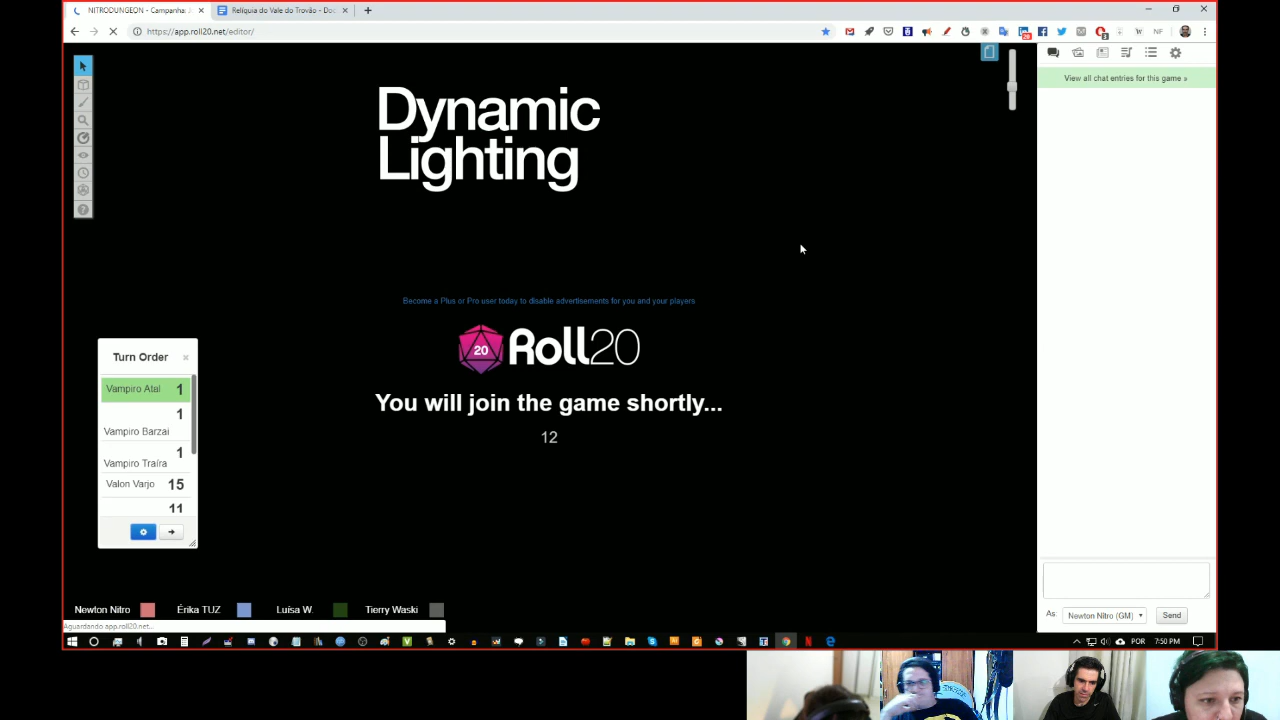 NITRODUNGEON - Campanha: J
Relíquia do Vale do Trovão - Doc
https://app.roll20.net/editor/
View all chat entries for this game »
Dynamic
Lighting
Become a Plus or Pro user today to disable advertisements for you and your players
20 Roll20
You will join the game shortly...
12
Turn Order
Vampiro Atal 1
1
Vampiro Barzai
1
Vampiro Traíra
Valon Varjo 15
11
As: Newton Nitro (GM) Send
Newton Nitro Érika TUZ Luísa W. Tierry Waski
Aguardando app.roll20.net...
POR 7:50 PM